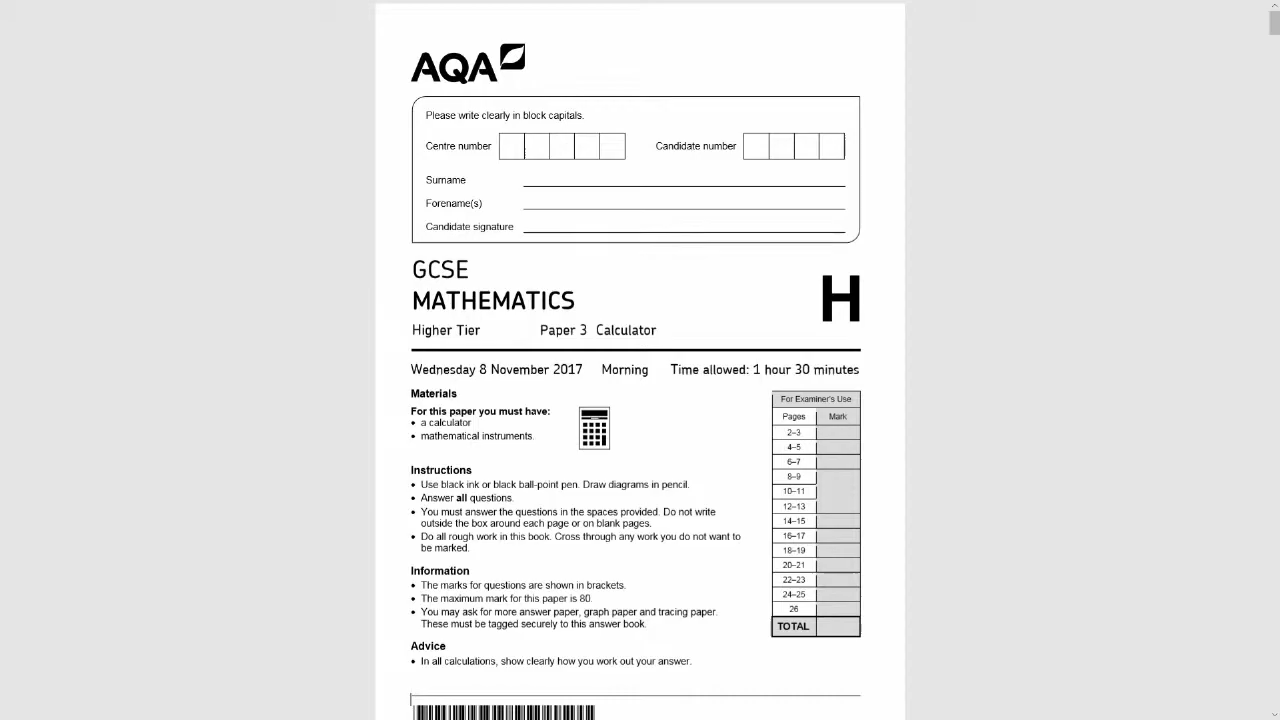 AQA
Please write clearly in block capitals.
Centre number
Candidate number
Surname
Forename(s)
Candidate signature
GCSE
MATHEMATICS
H
Higher Tier Paper 3 Calculator
Wednesday 8 November 2017 Morning Time allowed: 1 hour 30 minutes
Materials
For this paper you must have:
• a calculator
• mathematical instruments.
Instructions
• Use black ink or black ball-point pen. Draw diagrams in pencil.
• Answer all questions.
• You must answer the questions in the spaces provided. Do not write
outside the box around each page or on blank pages.
• Do all rough work in this book. Cross through any work you do not want to
be marked.
Information
• The marks for questions are shown in brackets.
• The maximum mark for this paper is 80.
• You may ask for more answer paper, graph paper and tracing paper.
These must be tagged securely to this answer book.
Advice
• In all calculations, show clearly how you work out your answer.
For Examiner's Use
Pages Mark
2–3
4–5
6–7
8–9
10–11
12–13
14–15
16–17
18–19
20–21
22–23
24–25
26
TOTAL